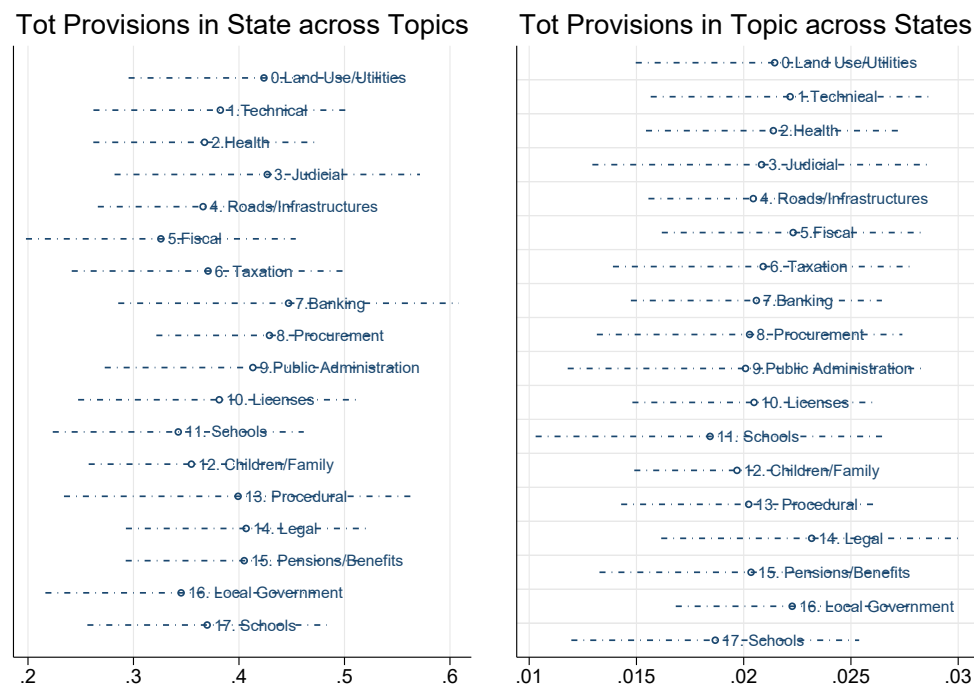 Tot Provisions in State across Topics
0.Land Use/Utilities
1.Technical
2.Health
3. Judicial
4. Roads/Infrastructures
5.Fiscal
6. Taxation
7.Banking
8. Procurement
9.Public Administration
10. Licenses
11. Schools
12. Children/Family
13. Procedural
14. Legal
15. Pensions/Benefits
16. Local Government
17. Schools
.2 .3 .4 .5 .6
Tot Provisions in Topic across States
0.Land Use/Utilities
1.Technical
2.Health
3. Judicial
4. Roads/Infrastructures
5.Fiscal
6. Taxation
7.Banking
8. Procurement
9.Public Administration
10. Licenses
11. Schools
12. Children/Family
13. Procedural
14. Legal
15. Pensions/Benefits
16. Local Government
17. Schools
.01 .015 .02 .025 .03